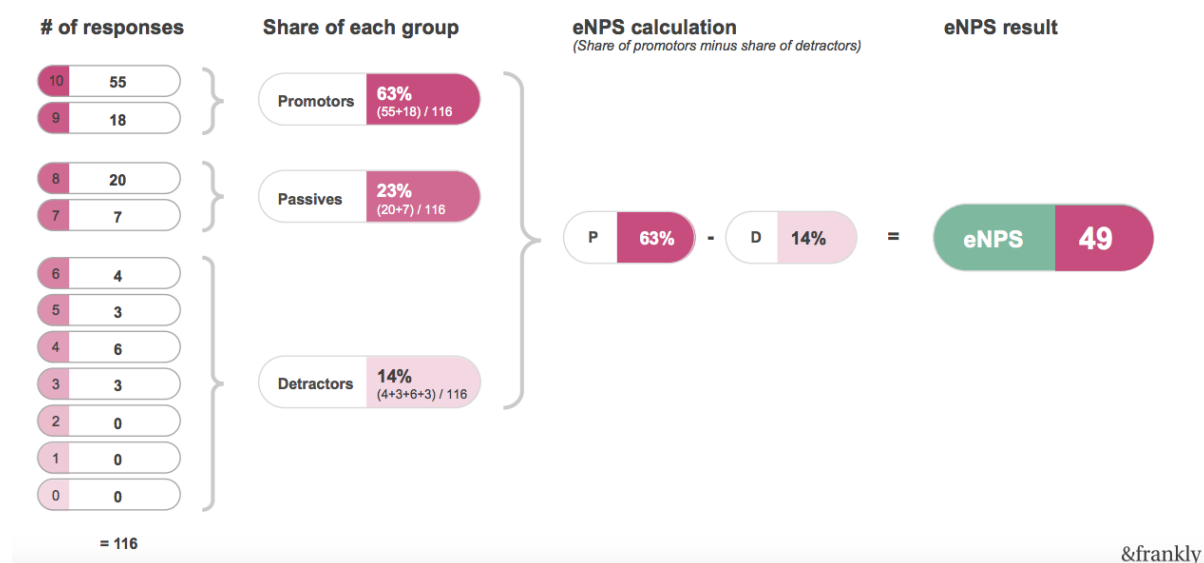 # of responses
Share of each group
eNPS calculation
(Share of promotors minus share of detractors)
eNPS result
10 55
9 18
Promotors 63%
(55+18) / 116
8 20
7 7
Passives 23%
(20+7) / 116
P 63% - D 14% = eNPS 49
6 4
5 3
4 6
3 3
2 0
1 0
0 0
Detractors 14%
(4+3+6+3) / 116
= 116
&frankly